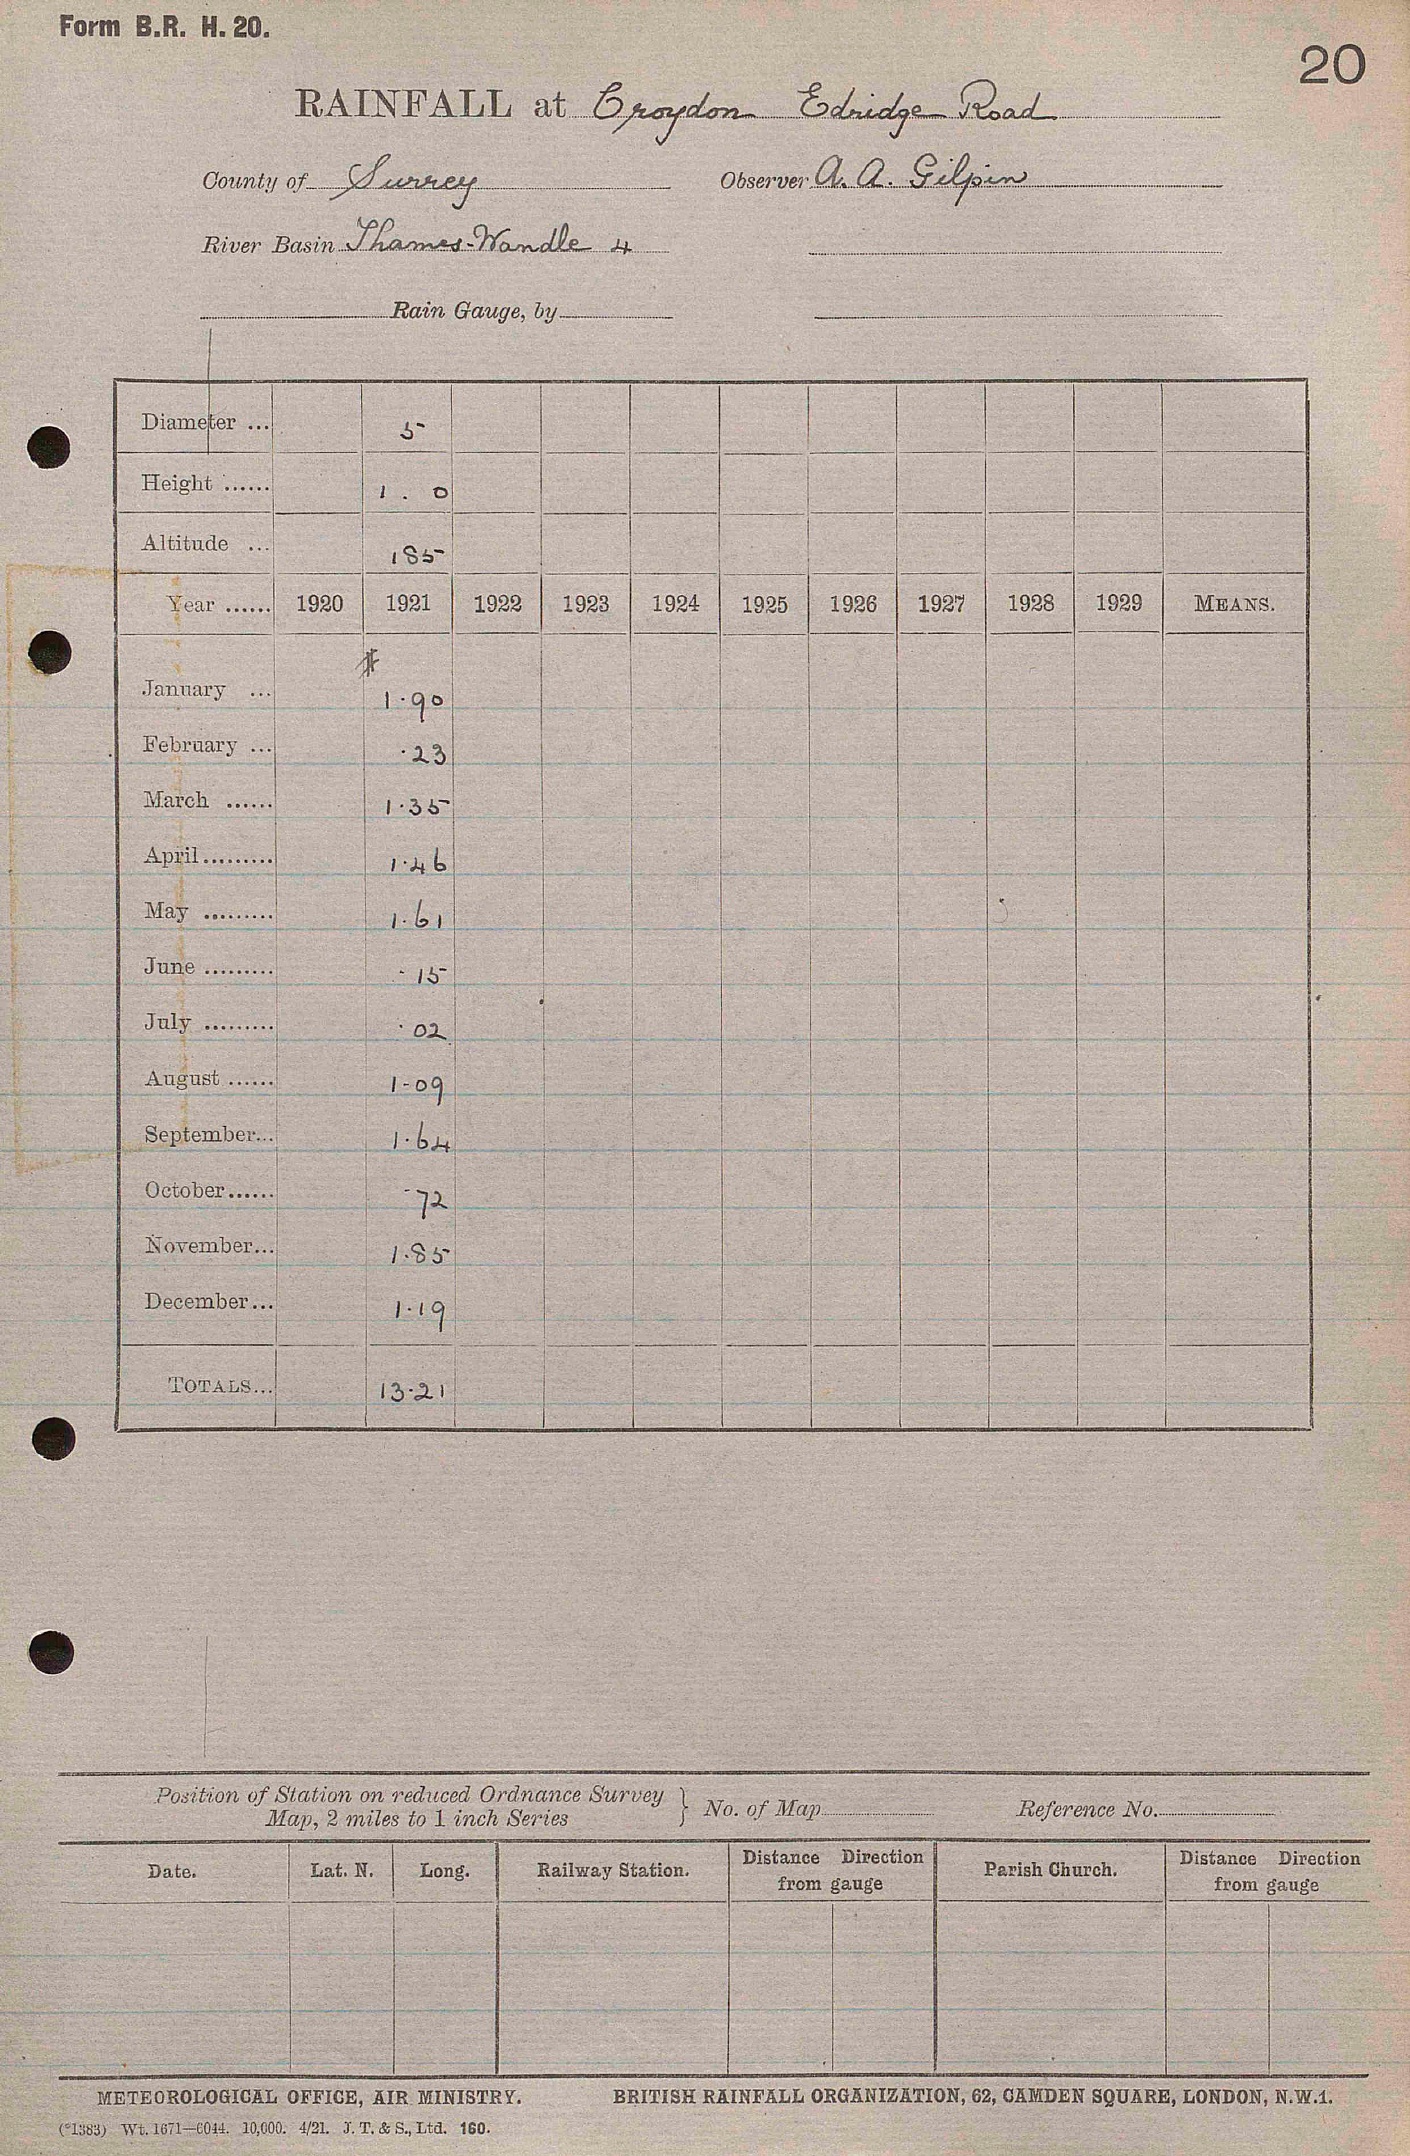 Form B.R. H. 20.
20
RAINFALL at Croydon Edridge Road
County of Surrey Observer A. A. Gilpin
River Basin Thames-Wandle 4
Rain Gauge, by
Diameter ... 5
Height ...... 1 . 0
Altitude ... 185
Year ...... 1920 1921 1922 1923 1924 1925 1926 1927 1928 1929 MEANS.
January ... 1.90
February ... .23
March ...... 1.35
April......... 1.46
May ......... 1.61
June ......... .15
July ......... .02
August ...... 1.09
September... 1.64
October...... .72
November... 1.85
December... 1.19
TOTALS... 13.21
Position of Station on reduced Ordnance Survey
Map, 2 miles to 1 inch Series } No. of Map Reference No.
Date. Lat. N. Long. Railway Station. Distance Direction from gauge Parish Church. Distance Direction from gauge
METEOROLOGICAL OFFICE, AIR MINISTRY. BRITISH RAINFALL ORGANIZATION, 62, CAMDEN SQUARE, LONDON, N.W.1.
(*1383) Wt. 1671—6044. 10,000. 4/21. J. T. & S., Ltd. 160.